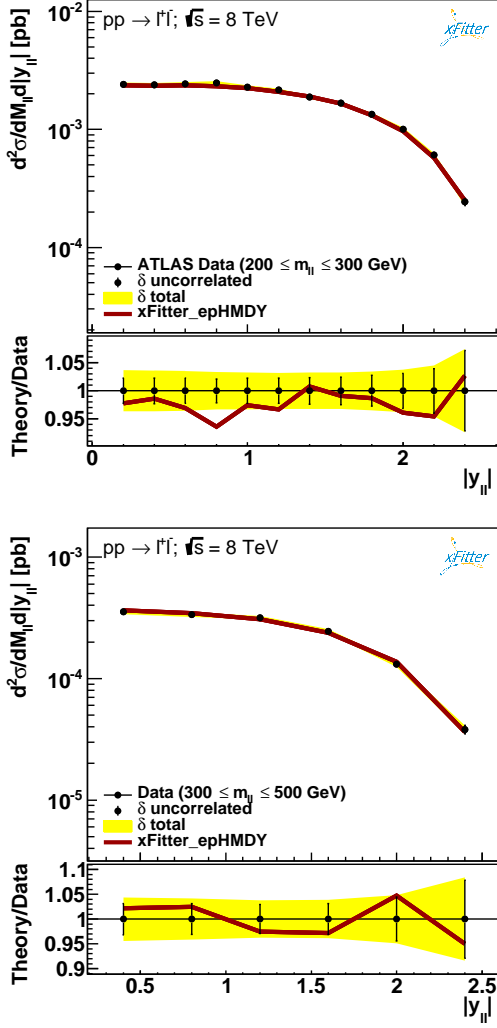 10⁻²
pp → l⁺l⁻; √s = 8 TeV
xFitter
d²σ/dM_ll d|y_ll| [pb]
10⁻³
10⁻⁴
ATLAS Data (200 ≤ m_ll ≤ 300 GeV)
δ uncorrelated
δ total
xFitter_epHMDY
Theory/Data
1.05
1
0.95
0 1 2
|y_ll|
pp → l⁺l⁻; √s = 8 TeV
xFitter
10⁻³
d²σ/dM_ll d|y_ll| [pb]
10⁻⁴
10⁻⁵
Data (300 ≤ m_ll ≤ 500 GeV)
δ uncorrelated
δ total
xFitter_epHMDY
Theory/Data
1.1
1.05
1
0.95
0.9
0.5 1 1.5 2 2.5
|y_ll|